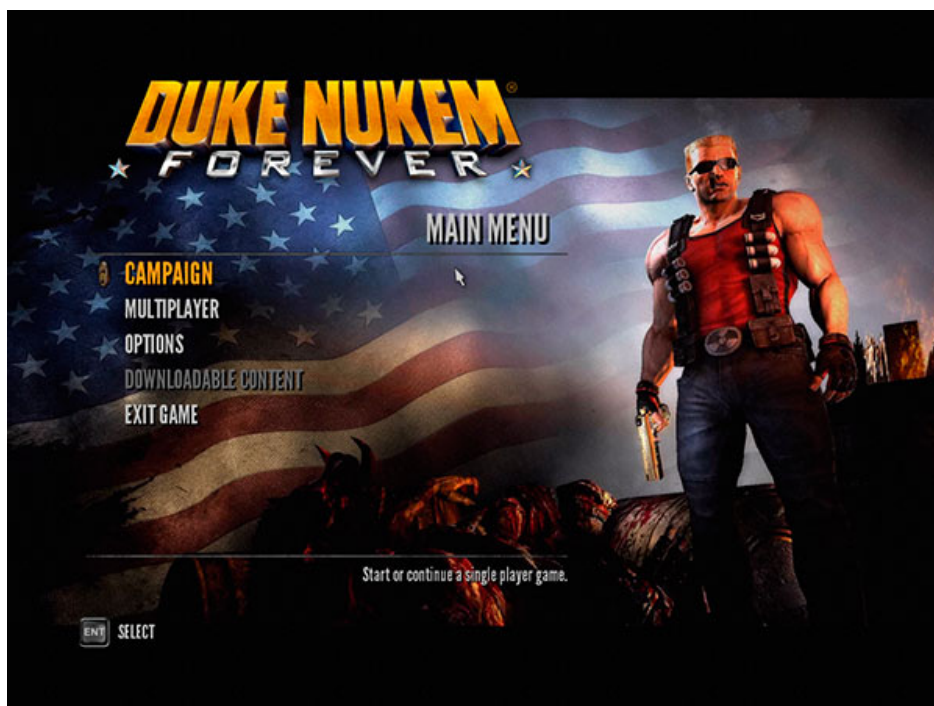 DUKE NUKEM®
FOREVER
MAIN MENU
CAMPAIGN
MULTIPLAYER
OPTIONS
DOWNLOADABLE CONTENT
EXIT GAME
Start or continue a single player game.
ENT SELECT